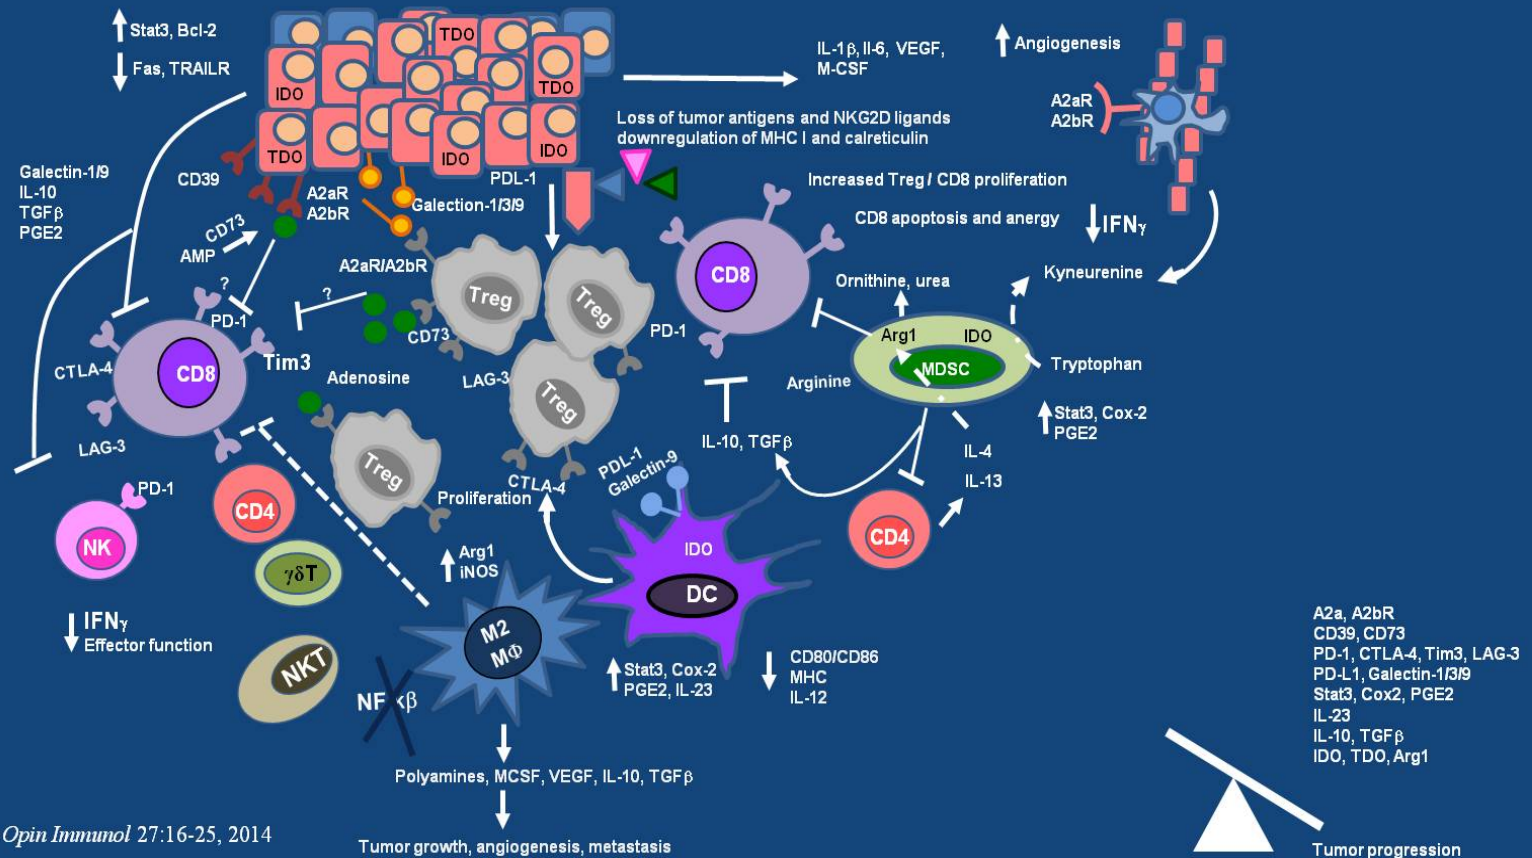 Stat3, Bcl-2
Fas, TRAILR
TDO
IDO
TDO
TDO
IDO
IDO
IL-1β, Il-6, VEGF,
M-CSF
Angiogenesis
A2aR
A2bR
Loss of tumor antigens and NKG2D ligands
downregulation of MHC I and calreticulin
Galectin-1/9
IL-10
TGFβ
PGE2
CD39
A2aR
A2bR
PDL-1
Galection-1/3/9
Increased Treg / CD8 proliferation
CD8 apoptosis and anergy
IFNγ
CD73
AMP
?
A2aR/A2bR
?
Treg
Treg
CD8
Ornithine, urea
Kyneurenine
PD-1
CD73
PD-1
Arg1
IDO
MDSC
Tim3
CTLA-4
CD8
Adenosine
LAG-3
Treg
Arginine
Tryptophan
Stat3, Cox-2
PGE2
LAG-3
IL-10, TGFβ
IL-4
IL-13
Treg
PDL-1
Galectin-9
CTLA-4
Proliferation
PD-1
CD4
NK
CD4
γδT
Arg1
iNOS
IDO
DC
IFNγ
Effector function
M2
MΦ
NKT
NFκβ
Stat3, Cox-2
PGE2, IL-23
CD80/CD86
MHC
IL-12
A2a, A2bR
CD39, CD73
PD-1, CTLA-4, Tim3, LAG-3
PD-L1, Galectin-1/3/9
Stat3, Cox2, PGE2
IL-23
IL-10, TGFβ
IDO, TDO, Arg1
Polyamines, MCSF, VEGF, IL-10, TGFβ
Opin Immunol 27:16-25, 2014
Tumor growth, angiogenesis, metastasis
Tumor progression